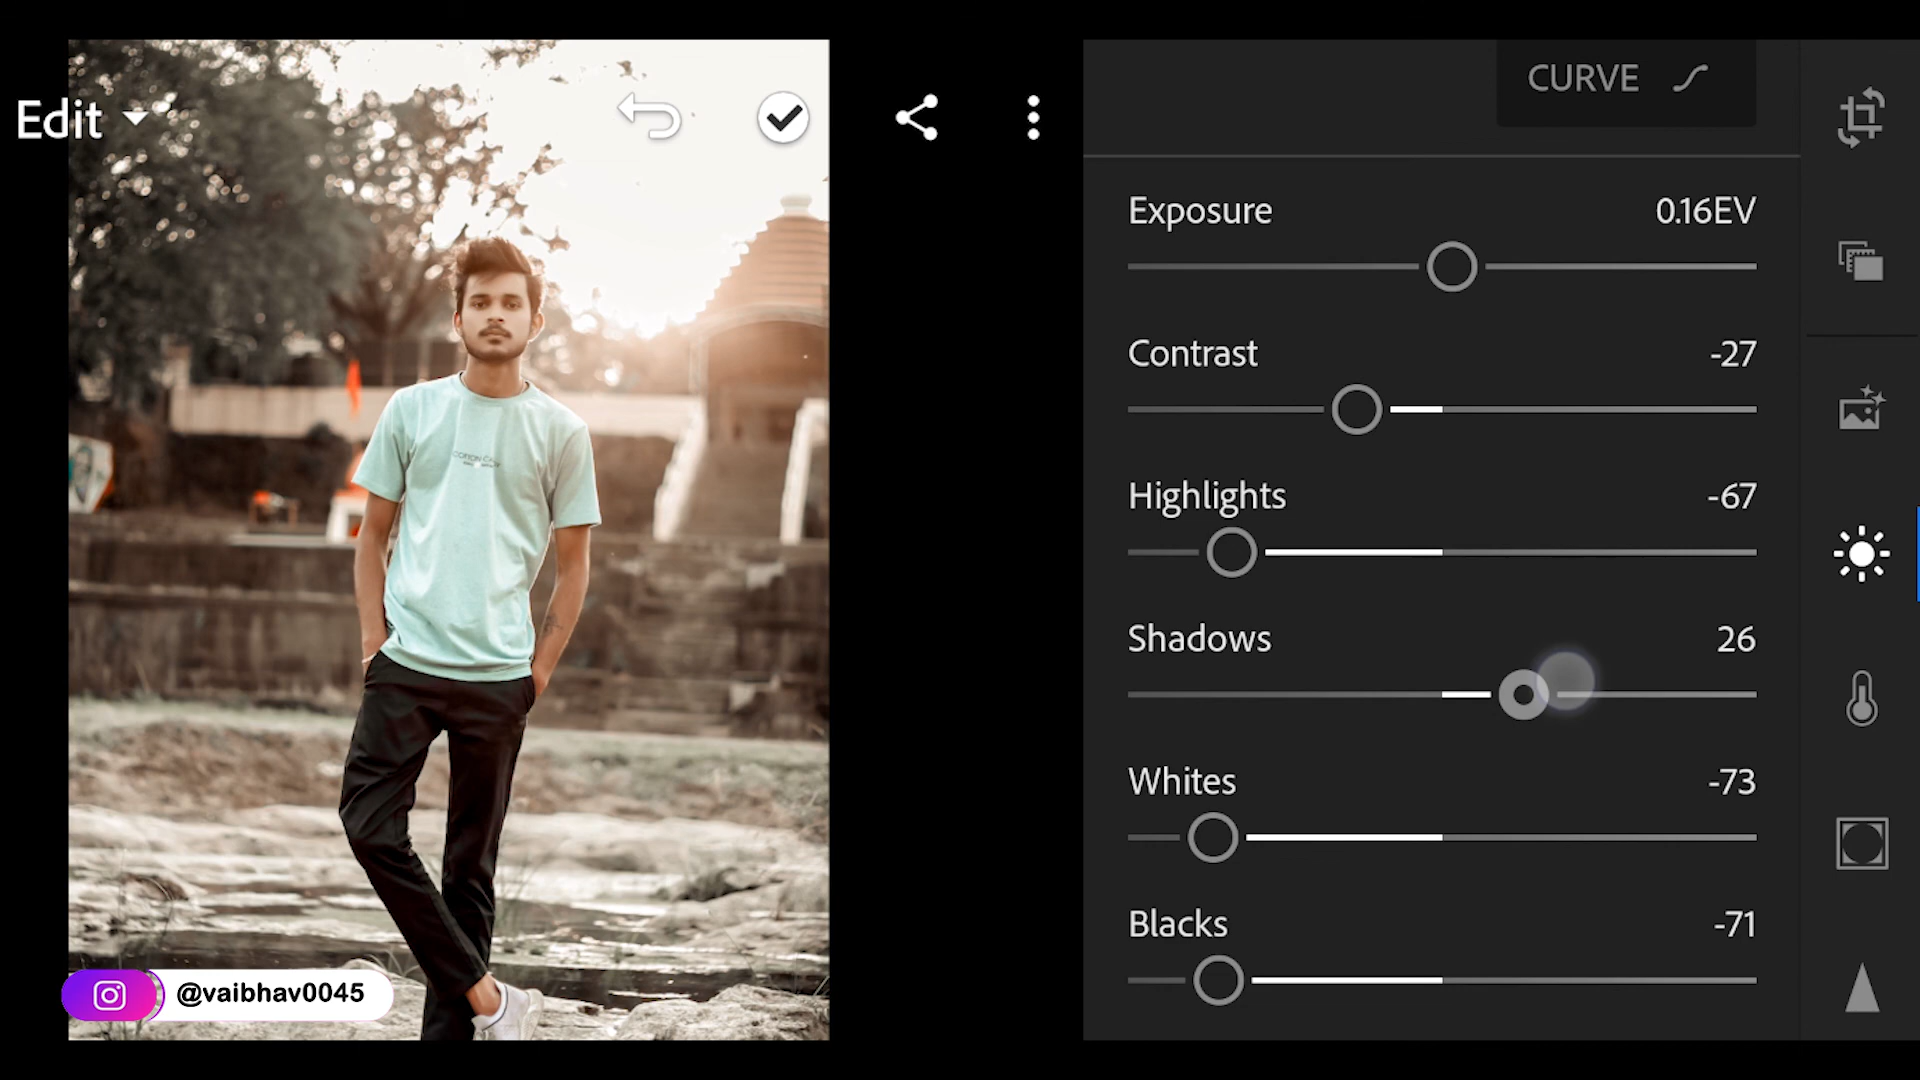 Edit
CURVE
Exposure 0.16EV
Contrast -27
Highlights -67
Shadows 26
Whites -73
Blacks -71
@vaibhav0045